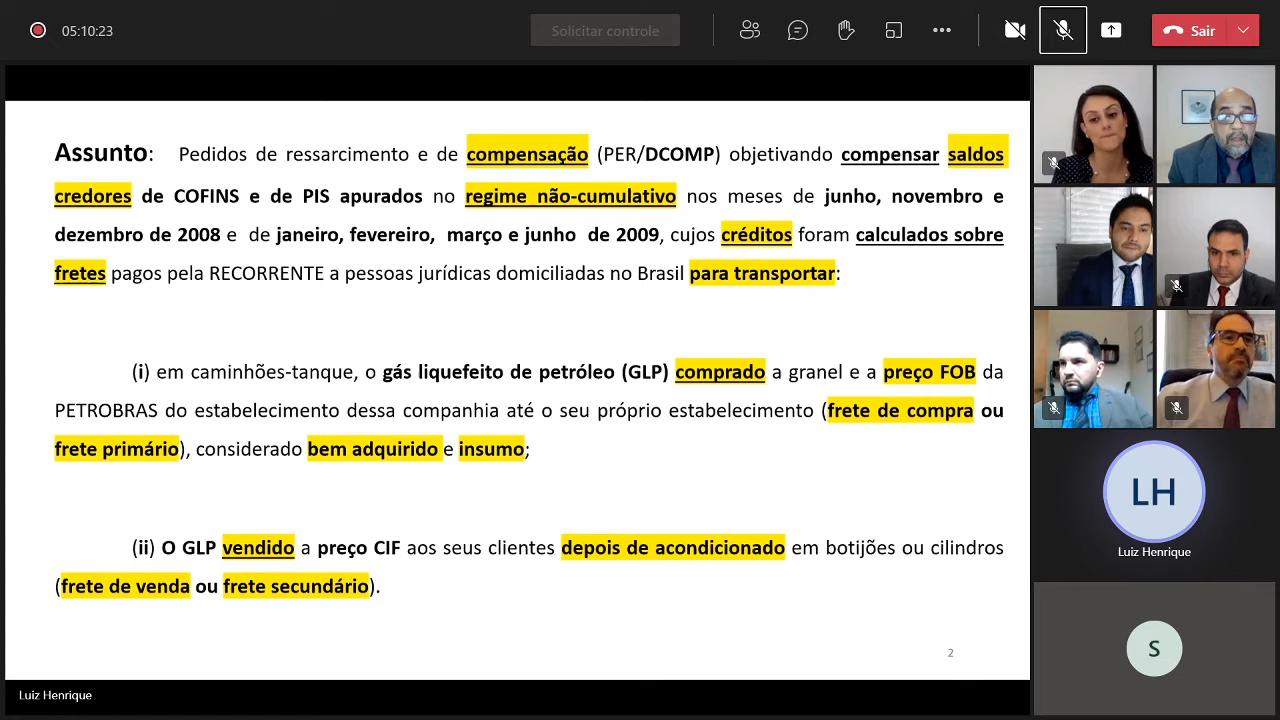 05:10:23
Solicitar controle
Sair
Assunto: Pedidos de ressarcimento e de compensação (PER/DCOMP) objetivando compensar saldos
credores de COFINS e de PIS apurados no regime não-cumulativo nos meses de junho, novembro e
dezembro de 2008 e de janeiro, fevereiro, março e junho de 2009, cujos créditos foram calculados sobre
fretes pagos pela RECORRENTE a pessoas jurídicas domiciliadas no Brasil para transportar:
(i) em caminhões-tanque, o gás liquefeito de petróleo (GLP) comprado a granel e a preço FOB da
PETROBRAS do estabelecimento dessa companhia até o seu próprio estabelecimento (frete de compra ou
frete primário), considerado bem adquirido e insumo;
(ii) O GLP vendido a preço CIF aos seus clientes depois de acondicionado em botijões ou cilindros
(frete de venda ou frete secundário).
2
Luiz Henrique
LH
Luiz Henrique
S